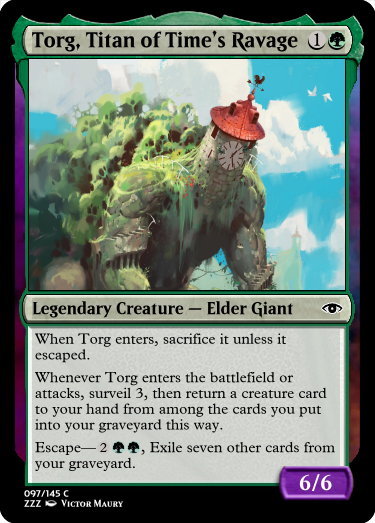 Torg, Titan of Time's Ravage 1
Legendary Creature — Elder Giant
When Torg enters, sacrifice it unless it
escaped.
Whenever Torg enters the battlefield or
attacks, surveil 3, then return a creature card
to your hand from among the cards you put
into your graveyard this way.
Escape— 2 , Exile seven other cards from
your graveyard.
6/6
097/145 C
ZZZ Victor Maury